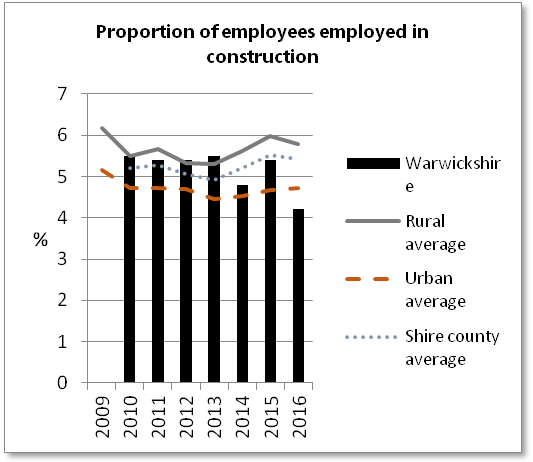 Proportion of employees employed in
construction
7
6
5
4
3
2
1
0
%
2009
2010
2011
2012
2013
2014
2015
2016
Warwickshir
e
Rural
average
Urban
average
Shire county
average